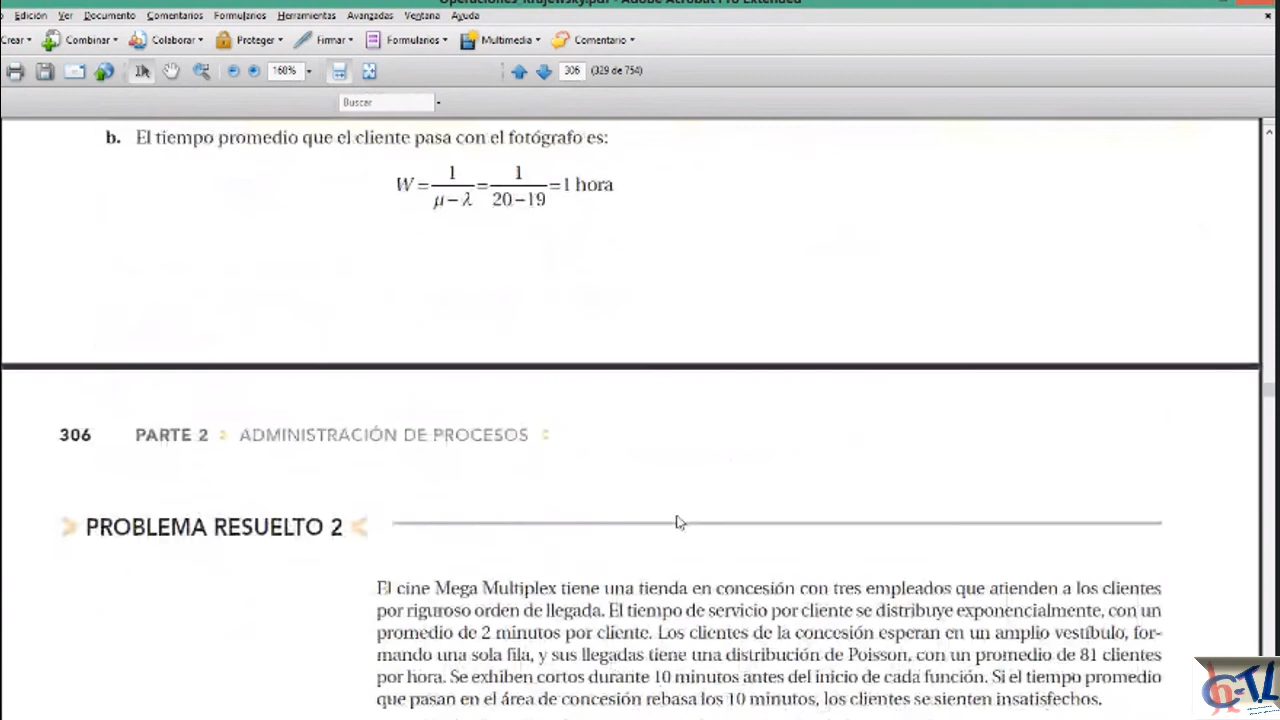 Operaciones_Krajewsky.pdf - Adobe Acrobat Pro Extended
Edición Ver Documento Comentarios Formularios Herramientas Avanzadas Ventana Ayuda
Crear Combinar Colaborar Proteger Firmar Formularios Multimedia Comentario
160% 306 (329 de 754)
Buscar
b. El tiempo promedio que el cliente pasa con el fotógrafo es:
W = 1/(μ − λ) = 1/(20−19) = 1 hora
306 PARTE 2 ADMINISTRACIÓN DE PROCESOS
PROBLEMA RESUELTO 2
El cine Mega Multiplex tiene una tienda en concesión con tres empleados que atienden a los clientes
por riguroso orden de llegada. El tiempo de servicio por cliente se distribuye exponencialmente, con un
promedio de 2 minutos por cliente. Los clientes de la concesión esperan en un amplio vestíbulo, for-
mando una sola fila, y sus llegadas tiene una distribución de Poisson, con un promedio de 81 clientes
por hora. Se exhiben cortos durante 10 minutos antes del inicio de cada función. Si el tiempo promedio
que pasan en el área de concesión rebasa los 10 minutos, los clientes se sienten insatisfechos.